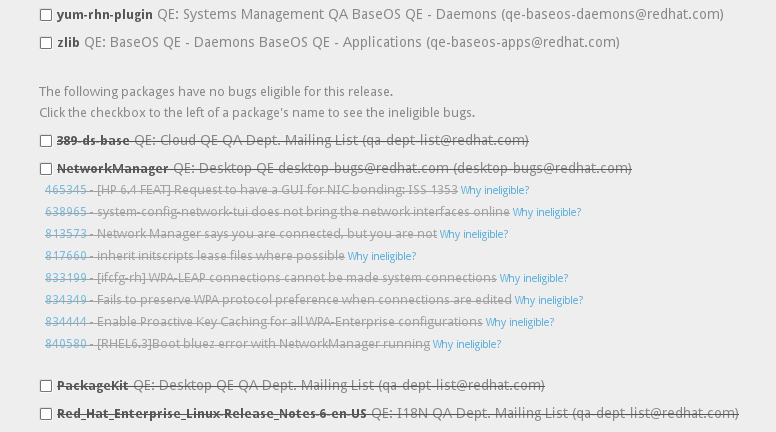 yum-rhn-plugin QE: Systems Management QA BaseOS QE - Daemons (qe-baseos-daemons@redhat.com)
zlib QE: BaseOS QE - Daemons BaseOS QE - Applications (qe-baseos-apps@redhat.com)
The following packages have no bugs eligible for this release.
Click the checkbox to the left of a package's name to see the ineligible bugs.
389-ds-base QE: Cloud QE QA Dept. Mailing List (qa-dept-list@redhat.com)
NetworkManager QE: Desktop QE desktop-bugs@redhat.com (desktop-bugs@redhat.com)
465345 - [HP 6.4 FEAT] Request to have a GUI for NIC bonding: ISS 1353 Why ineligible?
638965 - system-config-network-tui does not bring the network interfaces online Why ineligible?
813573 - Network Manager says you are connected, but you are not Why ineligible?
817660 - inherit initscripts lease files where possible Why ineligible?
833199 - [ifcfg-rh] WPA-LEAP connections cannot be made system connections Why ineligible?
834349 - Fails to preserve WPA protocol preference when connections are edited Why ineligible?
834444 - Enable Proactive Key Caching for all WPA-Enterprise configurations Why ineligible?
840580 - [RHEL6.3]Boot bluez error with NetworkManager running Why ineligible?
PackageKit QE: Desktop QE QA Dept. Mailing List (qa-dept-list@redhat.com)
Red_Hat_Enterprise_Linux-Release_Notes-6-en-US QE: I18N QA Dept. Mailing List (qa-dept-list@redhat.com)